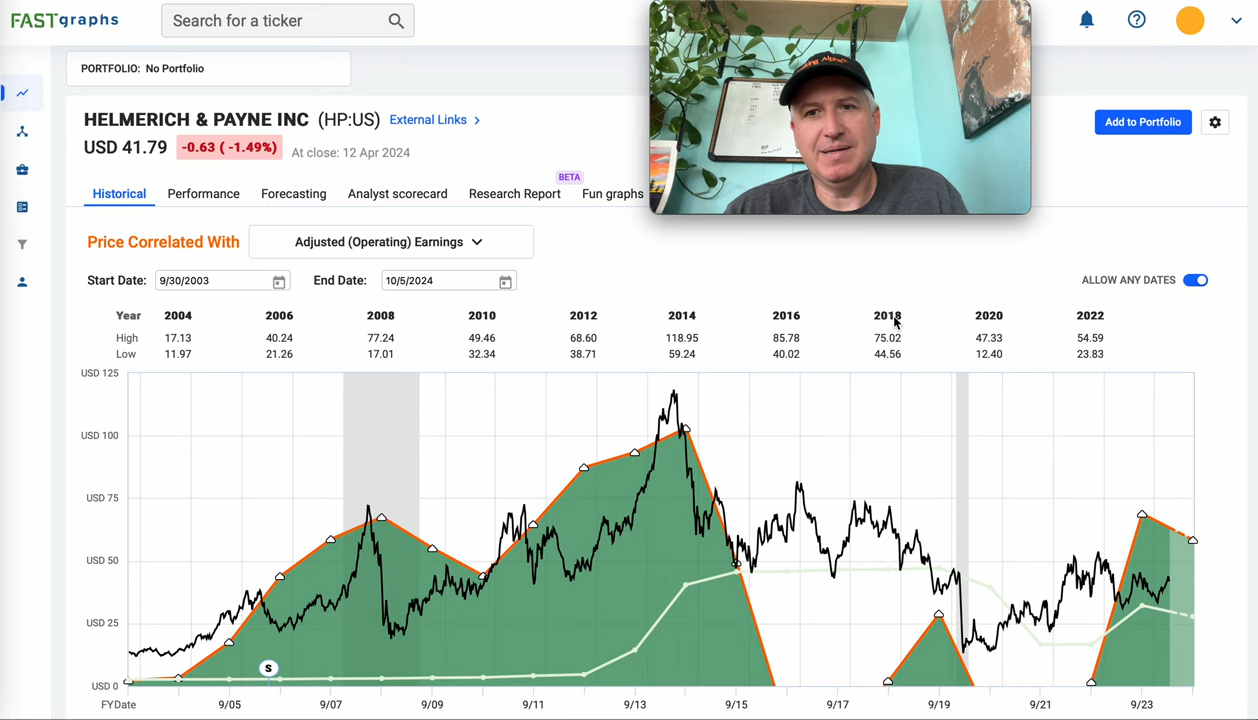 FASTgraphs
Search for a ticker
PORTFOLIO: No Portfolio
HELMERICH & PAYNE INC (HP:US) External Links
USD 41.79 -0.63 ( -1.49%) At close: 12 Apr 2024
Add to Portfolio
BETA
Historical Performance Forecasting Analyst scorecard Research Report Fun graphs
Price Correlated With Adjusted (Operating) Earnings
Start Date: 9/30/2003 End Date: 10/5/2024 ALLOW ANY DATES
Year 2004 2006 2008 2010 2012 2014 2016 2018 2020 2022
High 17.13 40.24 77.24 49.46 68.60 118.95 85.78 75.02 47.33 54.59
Low 11.97 21.26 17.01 32.34 38.71 59.24 40.02 44.56 12.40 23.83
USD 125
USD 100
USD 75
USD 50
USD 25
S
USD 0
FYDate 9/05 9/07 9/09 9/11 9/13 9/15 9/17 9/19 9/21 9/23